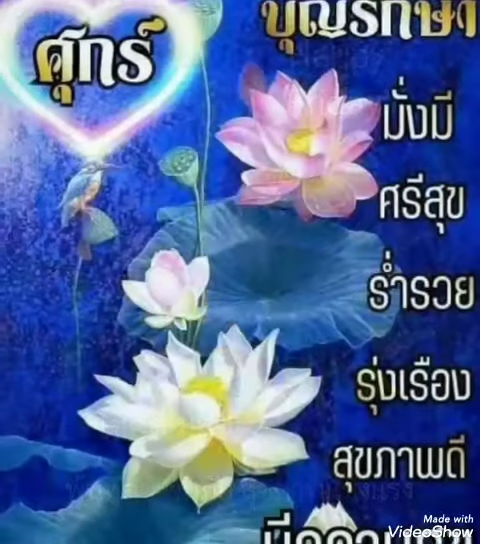 ศุกร์
บุญรักษา
มั่งมี
ศรีสุข
ร่ำรวย
รุ่งเรือง
สุขภาพดี
Made with
VideoShow